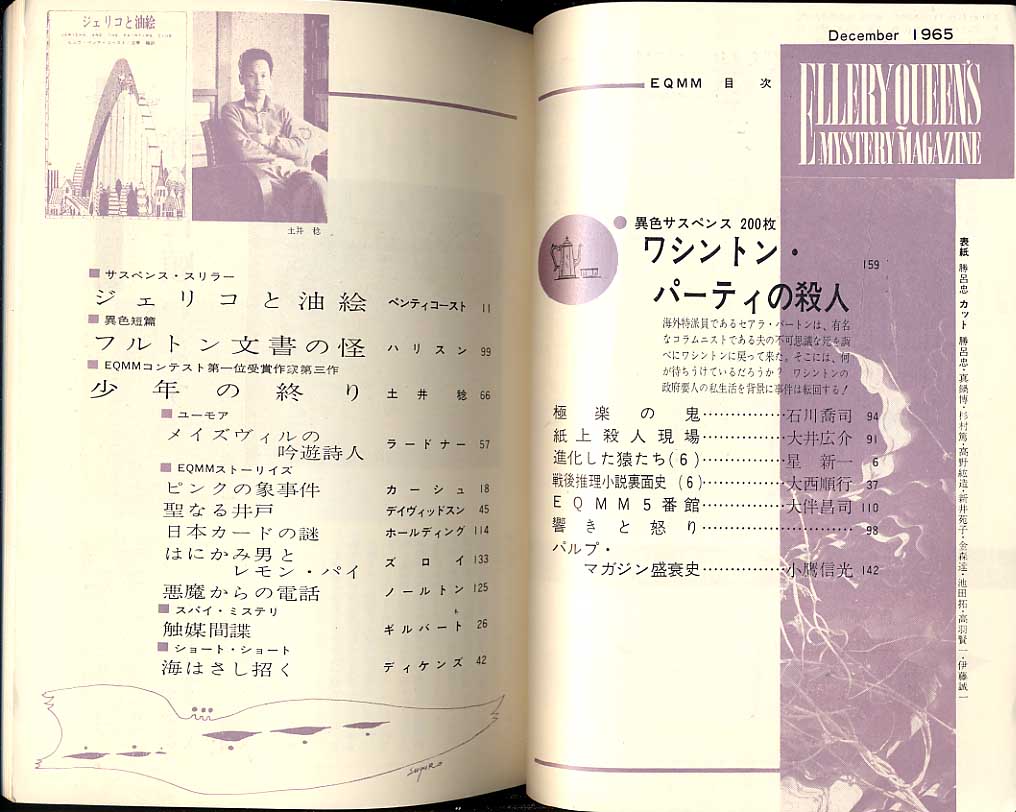 ジェリコと油絵
JERICHO AND THE PAINTING CLUB
土井 稔
■サスペンス・スリラー
ジェリコと油絵 ペンティコースト 11
■異色短篇
フルトン文書の怪 ハリスン 99
■EQMMコンテスト第一位受賞作家第三作
少年の終り 土井 稔 66
■ユーモア
メイズヴィルの
吟遊詩人 ラードナー 57
■EQMMストーリイズ
ピンクの象事件 カーシュ 18
聖なる井戸 デイヴィッドスン 45
日本カードの謎 ホールディング 114
はにかみ男と
レモン・パイ ズロイ 133
悪魔からの電話 ノールトン 125
■スパイ・ミステリ
触媒間諜 ギルバート 26
■ショート・ショート
海はさし招く ディケンズ 42
December 1965
EQMM 目次
ELLERY QUEEN'S
MYSTERY MAGAZINE
●異色サスペンス 200枚
ワシントン・
パーティの殺人 159
海外特派員であるセアラ・バートンは、有名
なコラムニストである夫の不可思議な死を調
べにワシントンに戻って来た。そこには、何
が待ちうけているだろうか? ワシントンの
政府要人の私生活を背景に事件は転回する!
極楽の鬼……………石川喬司 94
紙上殺人現場……………大井広介 91
進化した猿たち(6)……………星 新一 6
戦後推理小説裏面史(6)……………大西順行 37
EQMM5番館……………大伴昌司 110
響きと怒り…………………………98
パルプ・
マガジン盛衰史……………小鷹信光 142
表紙 勝呂忠 カット 勝呂忠・真鍋博・杉村篤・高野紘造・新井苑子・金森達・池田拓・高羽賢一・伊藤誠一